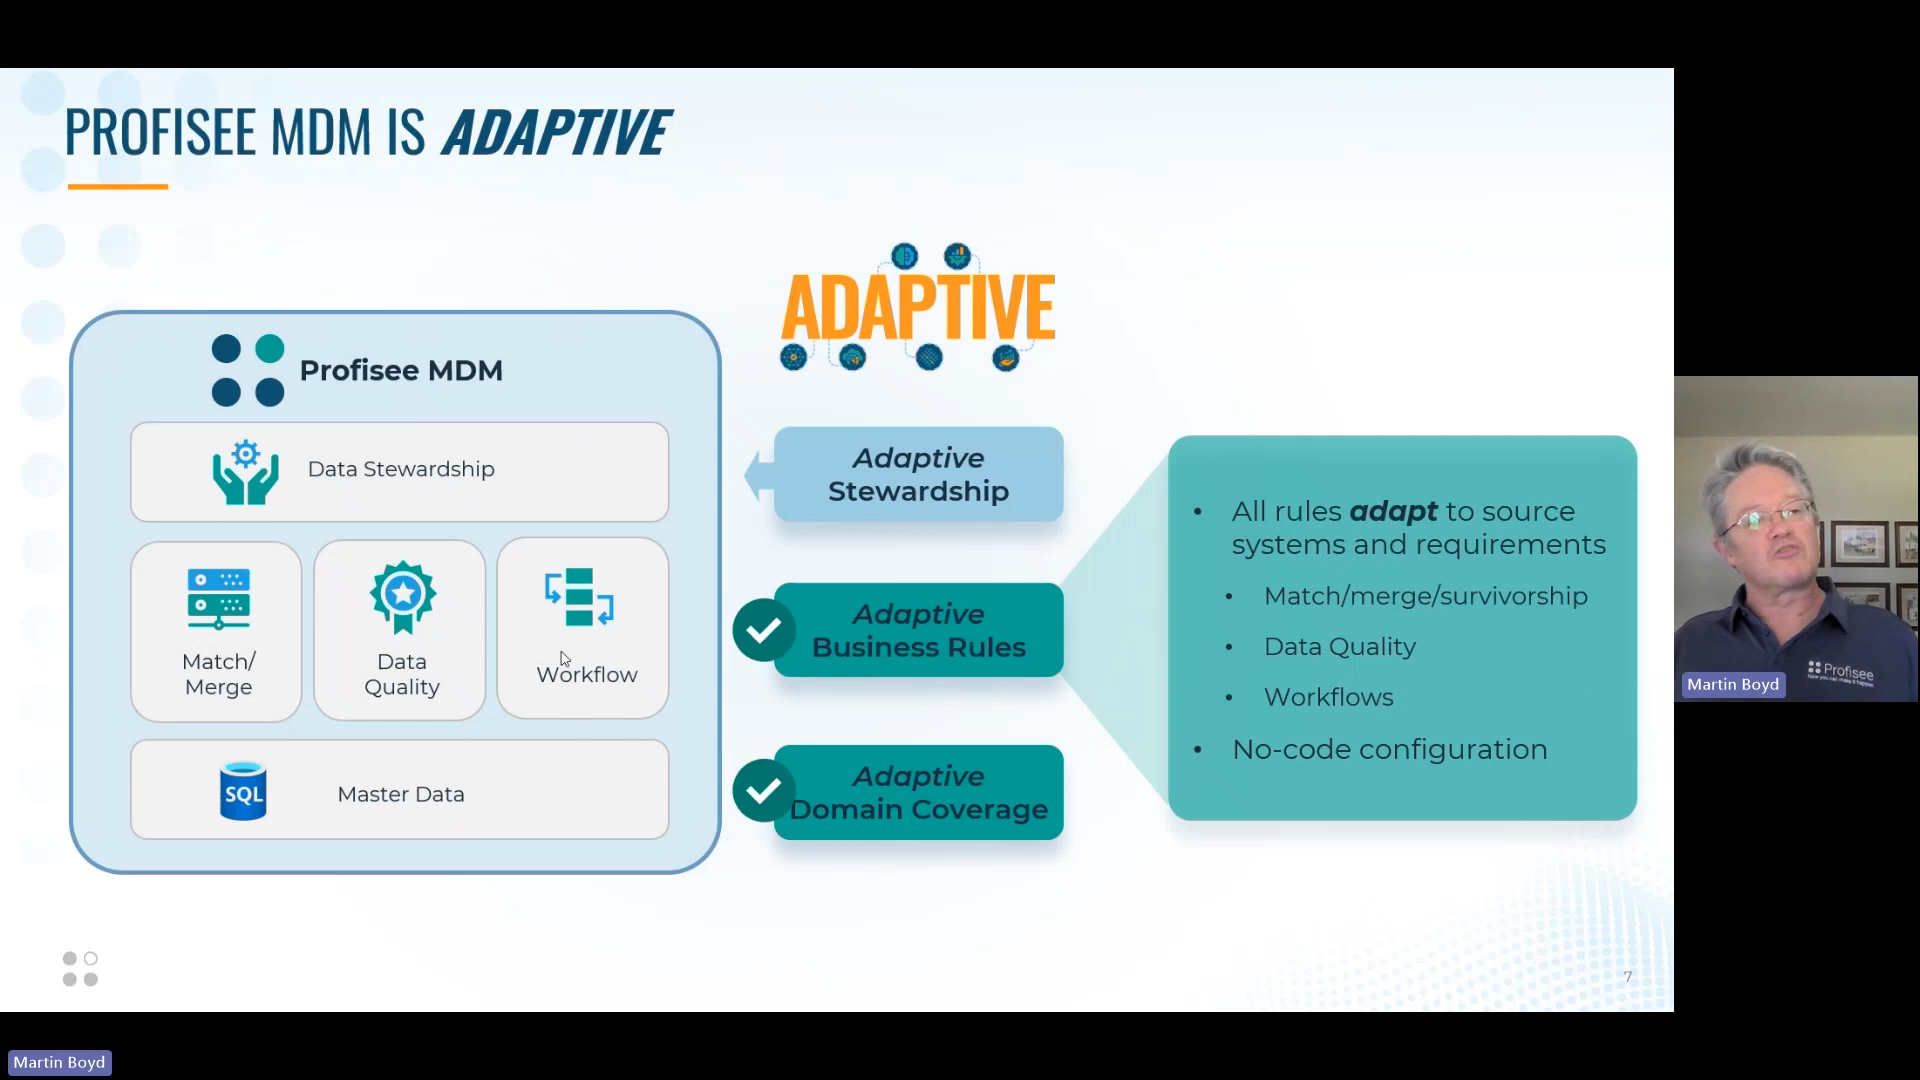 PROFISEE MDM IS ADAPTIVE
ADAPTIVE
Profisee MDM
Data Stewardship
Match/
Merge
Data
Quality
Workflow
SQL
Master Data
Adaptive
Stewardship
Adaptive
Business Rules
Adaptive
Domain Coverage
• All rules adapt to source
systems and requirements
• Match/merge/survivorship
• Data Quality
• Workflows
• No-code configuration
7
Profisee
Martin Boyd
Martin Boyd